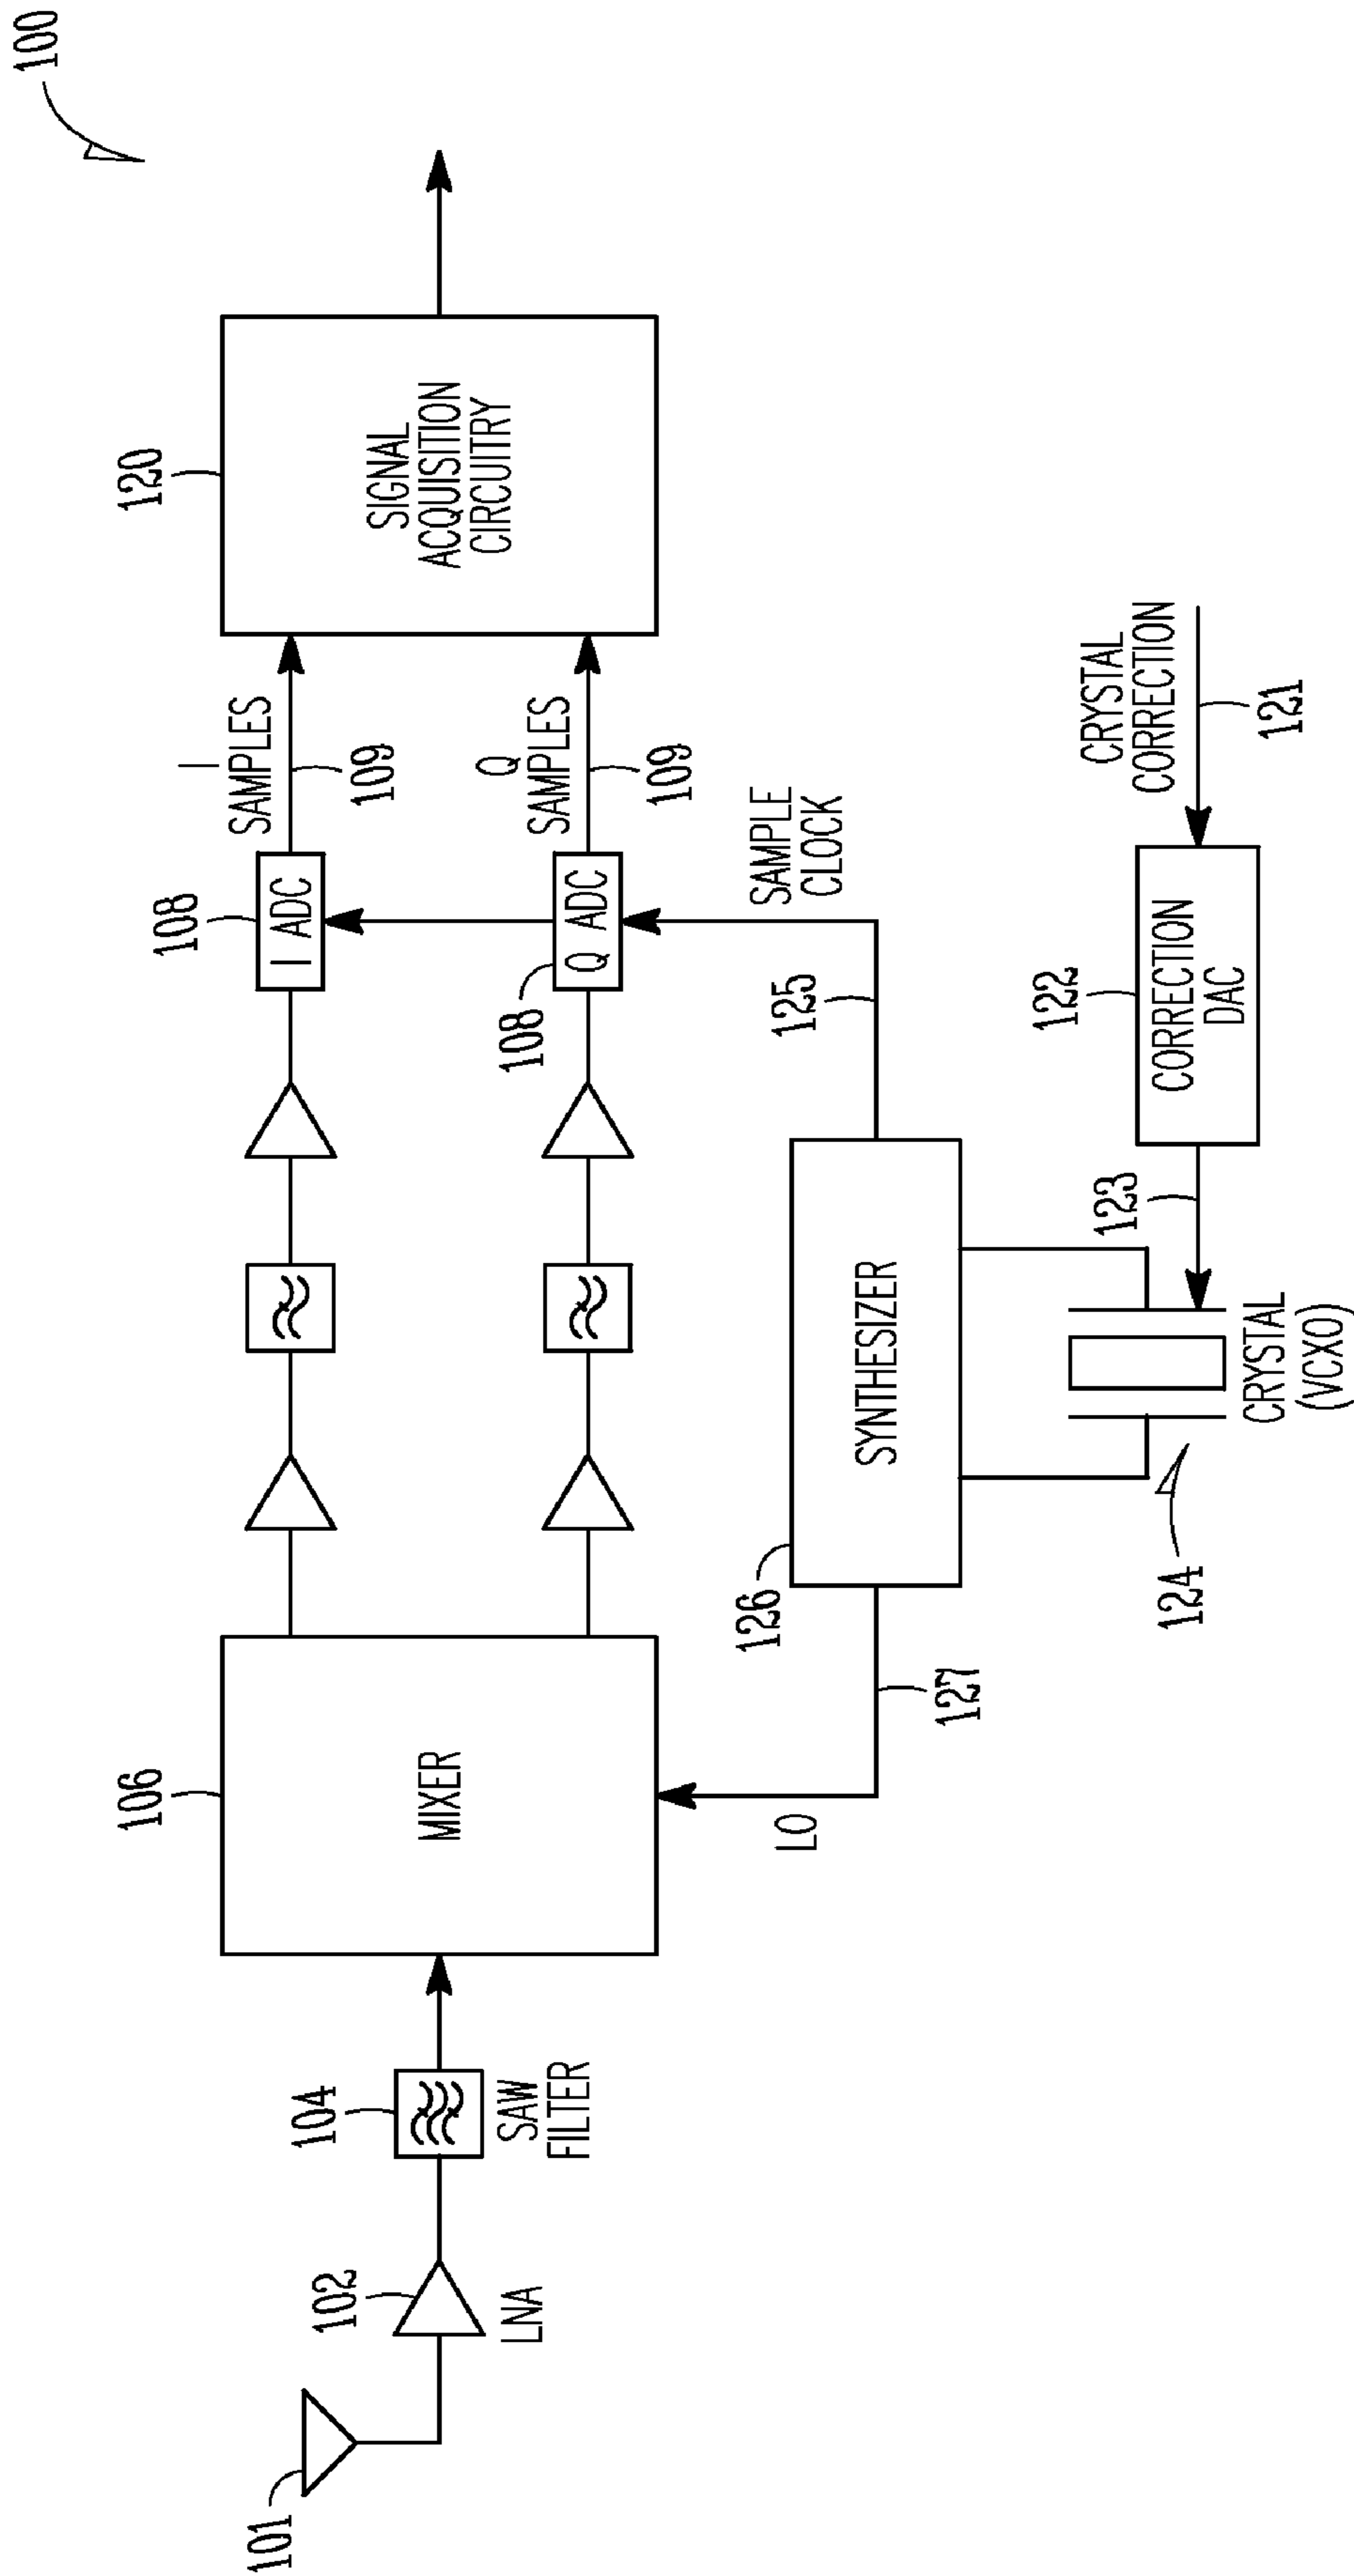 100
120
SIGNAL
ACQUISITION
CIRCUITRY
I
SAMPLES
109
Q
SAMPLES
109
108
I ADC
108
Q ADC
SAMPLE
CLOCK
125
CRYSTAL
CORRECTION
121
122
CORRECTION
DAC
123
126
SYNTHESIZER
CRYSTAL
(VCXO)
124
127
LO
106
MIXER
104
SAW
FILTER
102
LNA
101